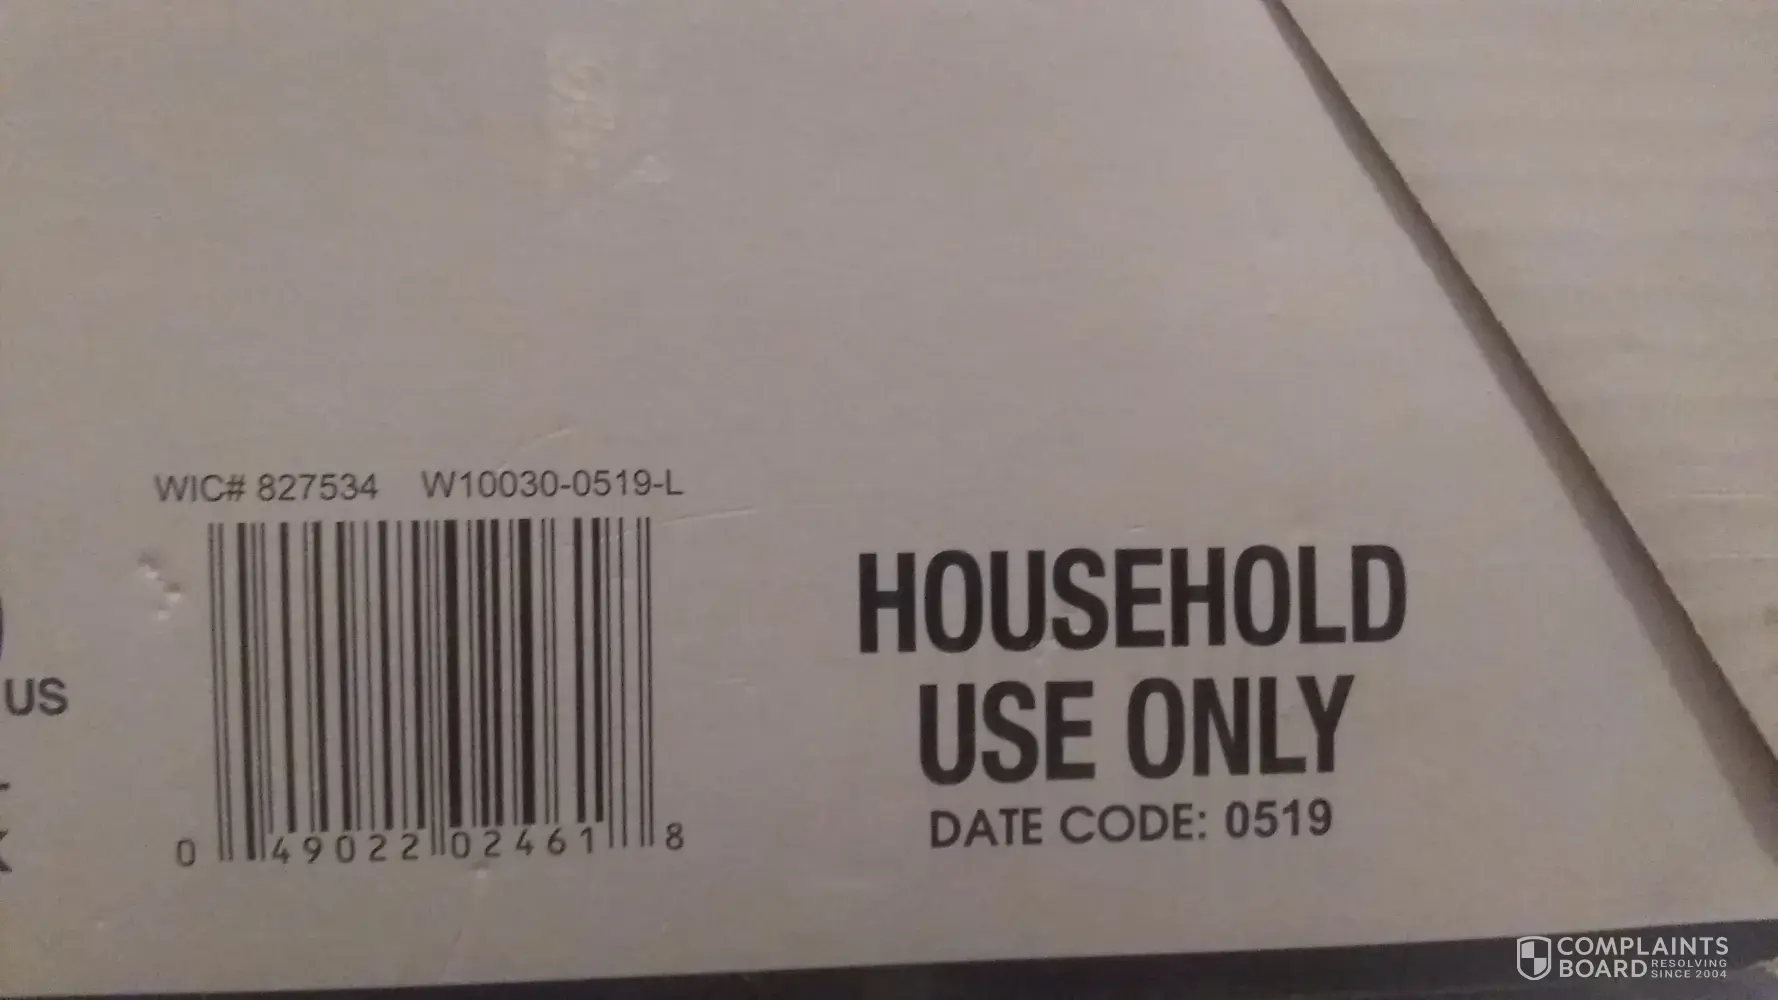 WIC# 827534 W10030-0519-L
0 49022 02461 8
US
HOUSEHOLD
USE ONLY
DATE CODE: 0519
COMPLAINTS
BOARD RESOLVING
SINCE 2004